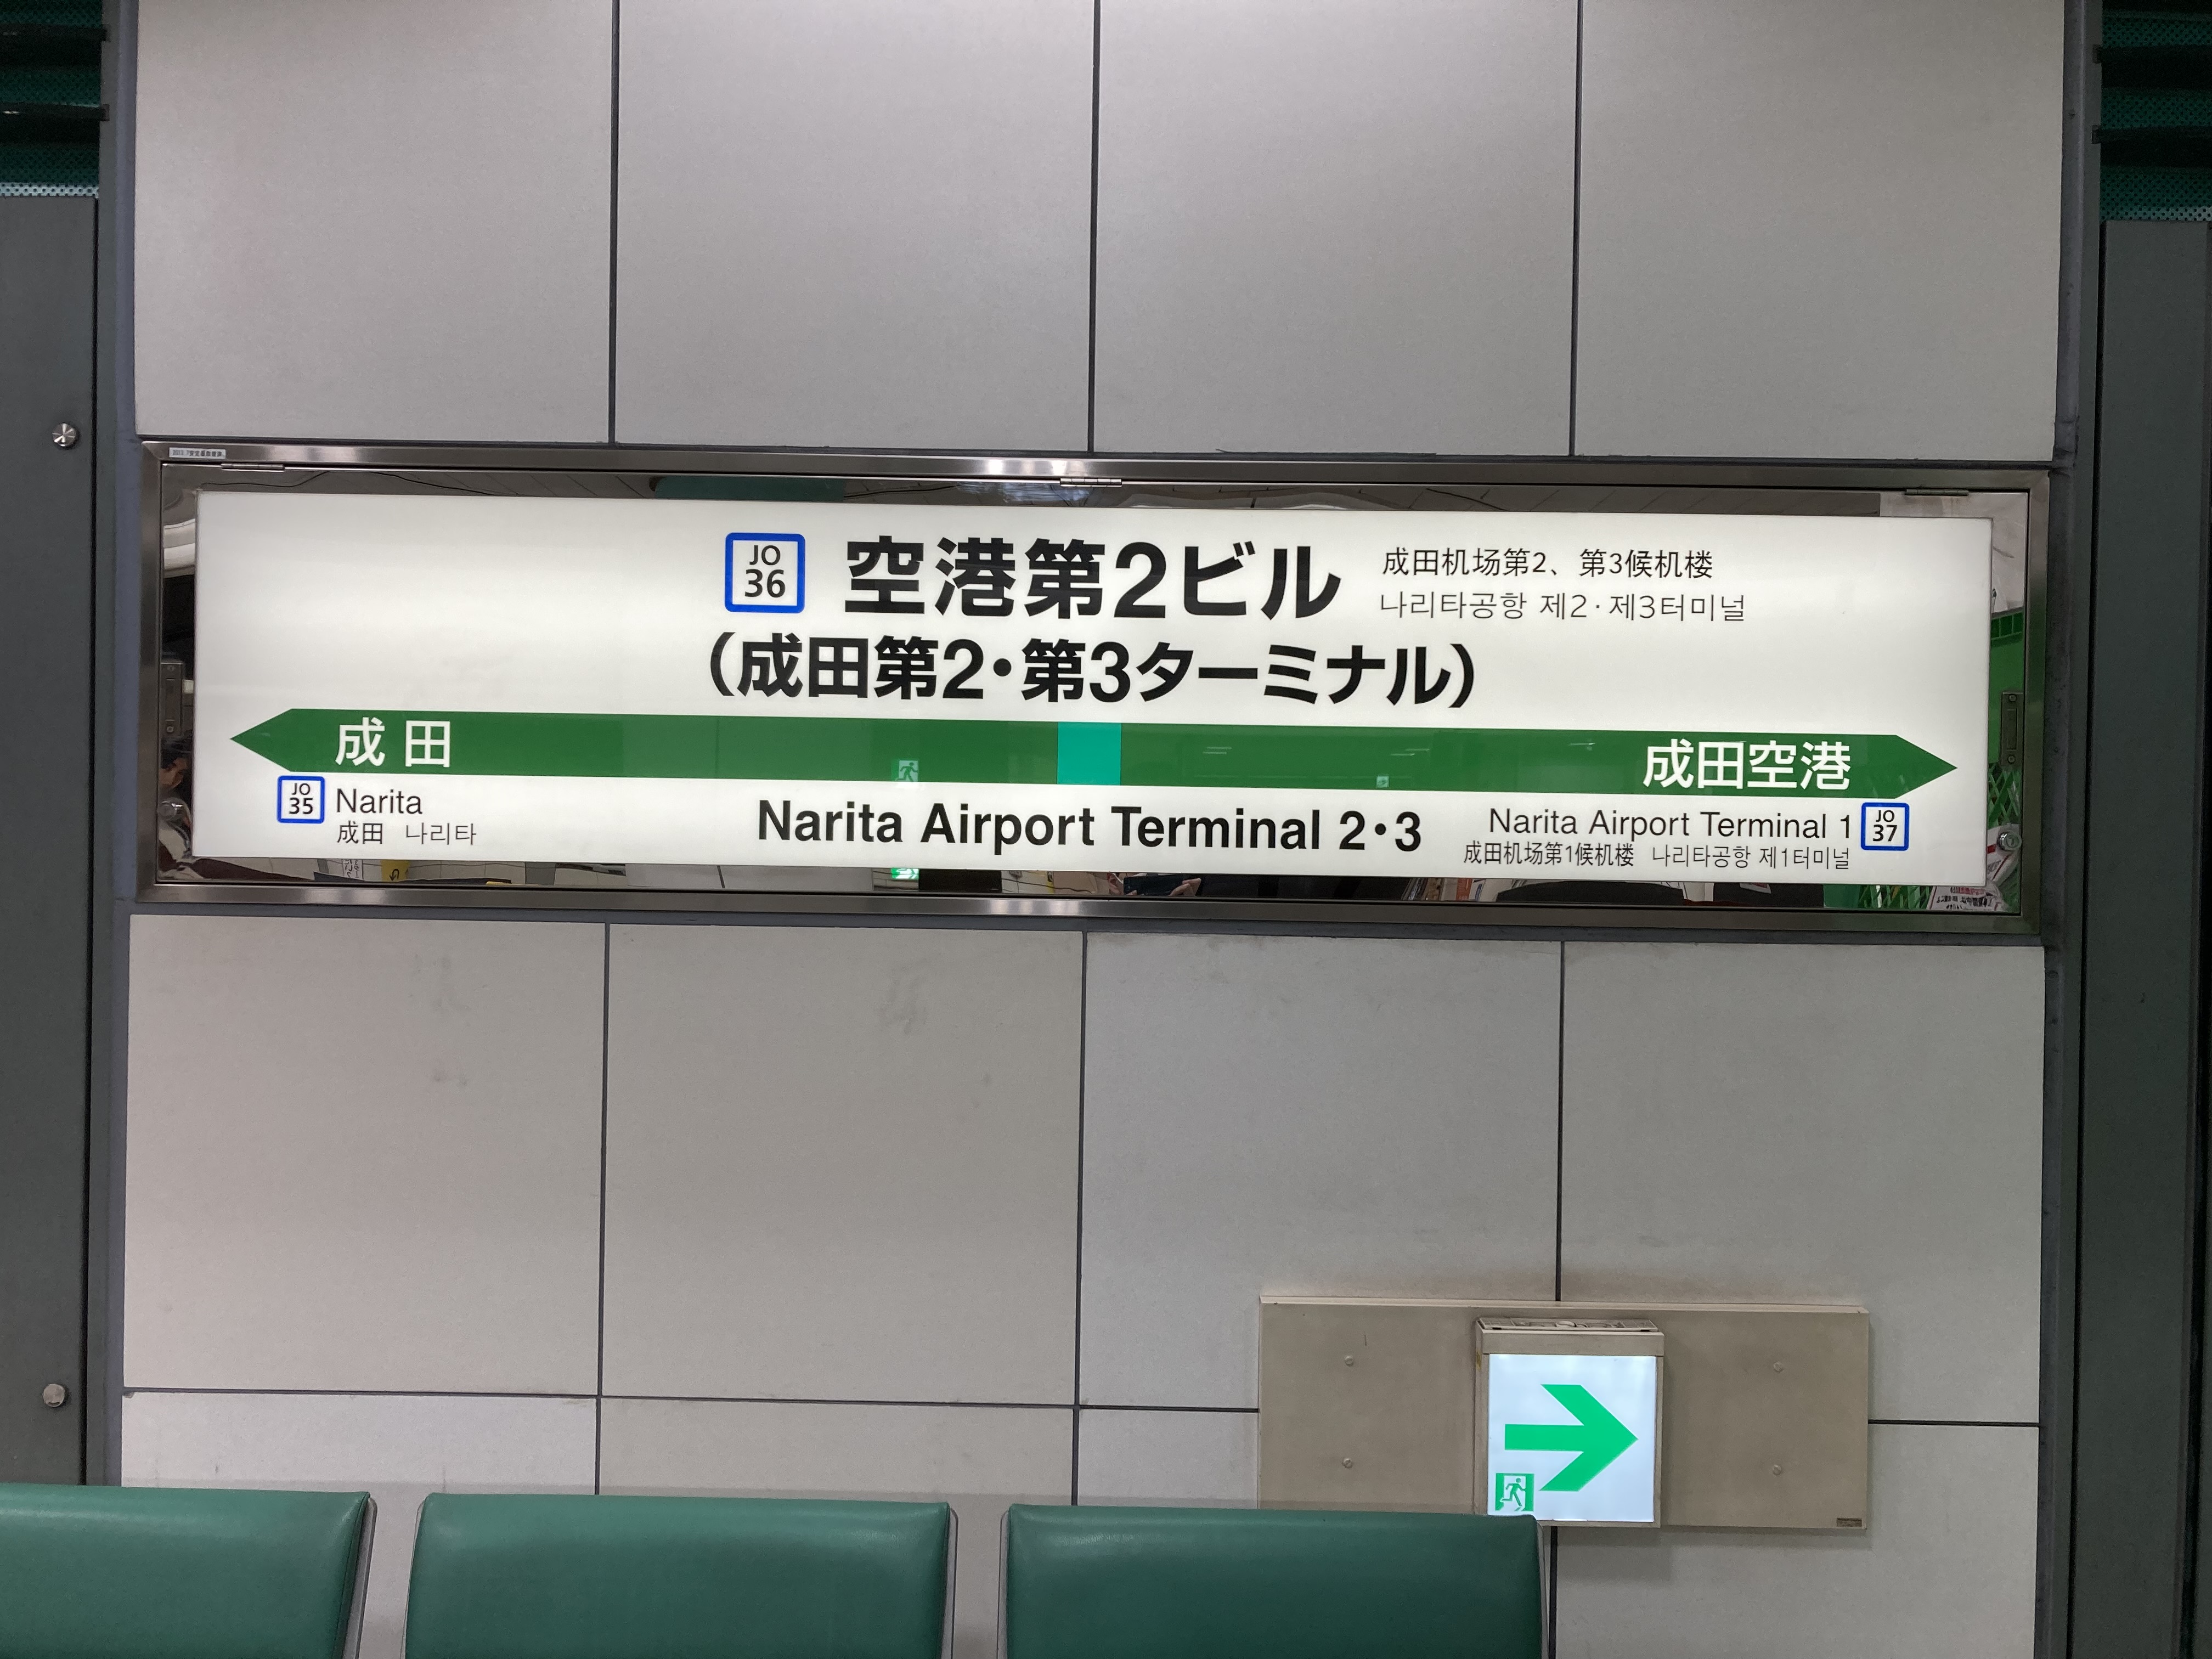 JO
36
空港第2ビル
成田机场第2、第3候机楼
나리타공항 제2·제3터미널
(成田第2・第3ターミナル)
成田
成田空港
JO
35
Narita
成田 나리타
Narita Airport Terminal 2・3
Narita Airport Terminal 1
成田机场第1候机楼 나리타공항 제1터미널
JO
37